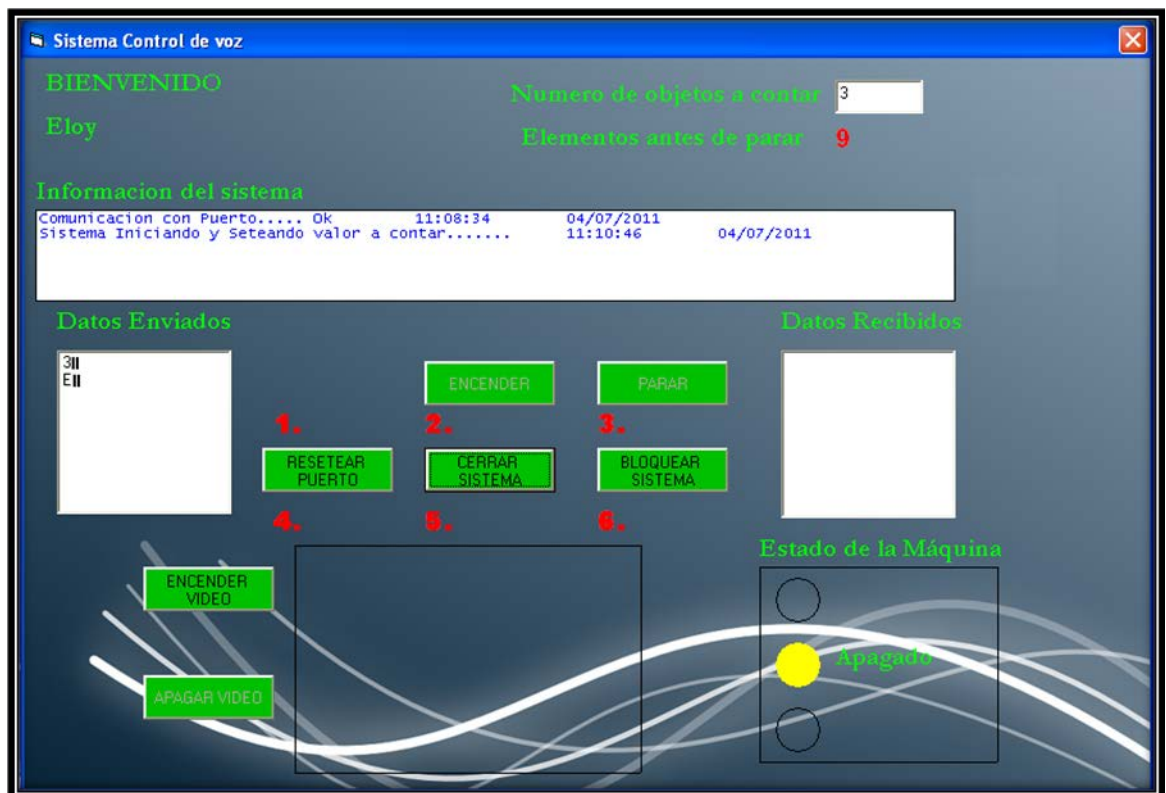 Sistema Control de voz
BIENVENIDO
Numero de objetos a contar 3
Eloy
Elementos antes de parar 9
Informacion del sistema
Comunicacion con Puerto..... Ok 11:08:34 04/07/2011
Sistema Iniciando y Seteando valor a contar....... 11:10:46 04/07/2011
Datos Enviados
Datos Recibidos
3
E
ENCENDER
PARAR
1.
2.
3.
RESETEAR
PUERTO
CERRAR
SISTEMA
BLOQUEAR
SISTEMA
4.
5.
6.
Estado de la Máquina
ENCENDER
VIDEO
Apagado
APAGAR VIDEO